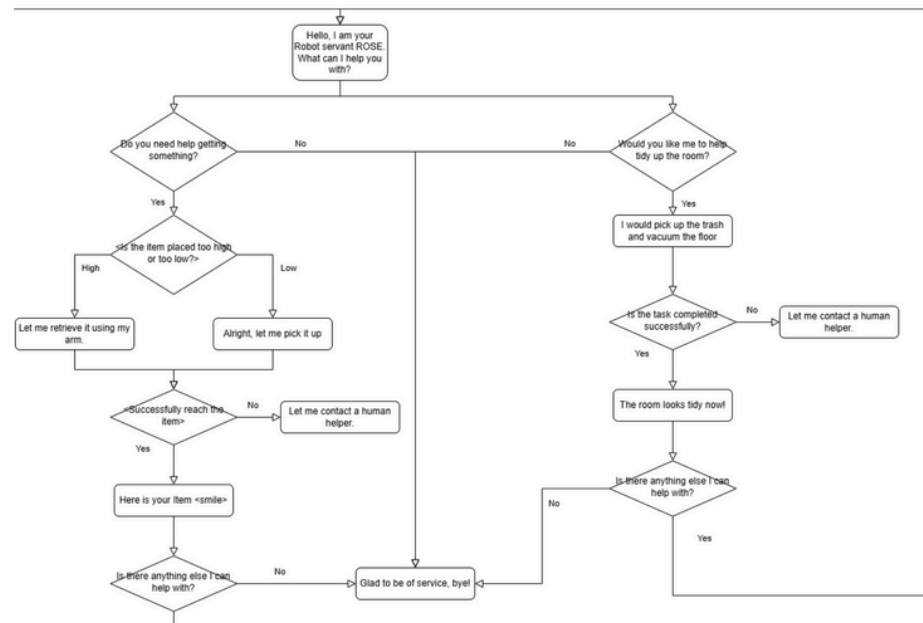 Hello, I am your
Robot servant ROSE.
What can I help you
with?
Do you need help getting
something?
No
No
Would you like me to help
tidy up the room?
Yes
Yes
I would pick up the trash
and vacuum the floor
<Is the item placed too high
or too low?>
High
Low
Let me retrieve it using my
arm.
Alright, let me pick it up
Is the task completed
successfully?
No
Let me contact a human
helper.
Yes
<Successfully reach the
item>
No
Let me contact a human
helper.
The room looks tidy now!
Yes
Here is your Item <smile>
Is there anything else I can
help with?
No
Yes
Is there anything else I can
help with?
No
Glad to be of service, bye!